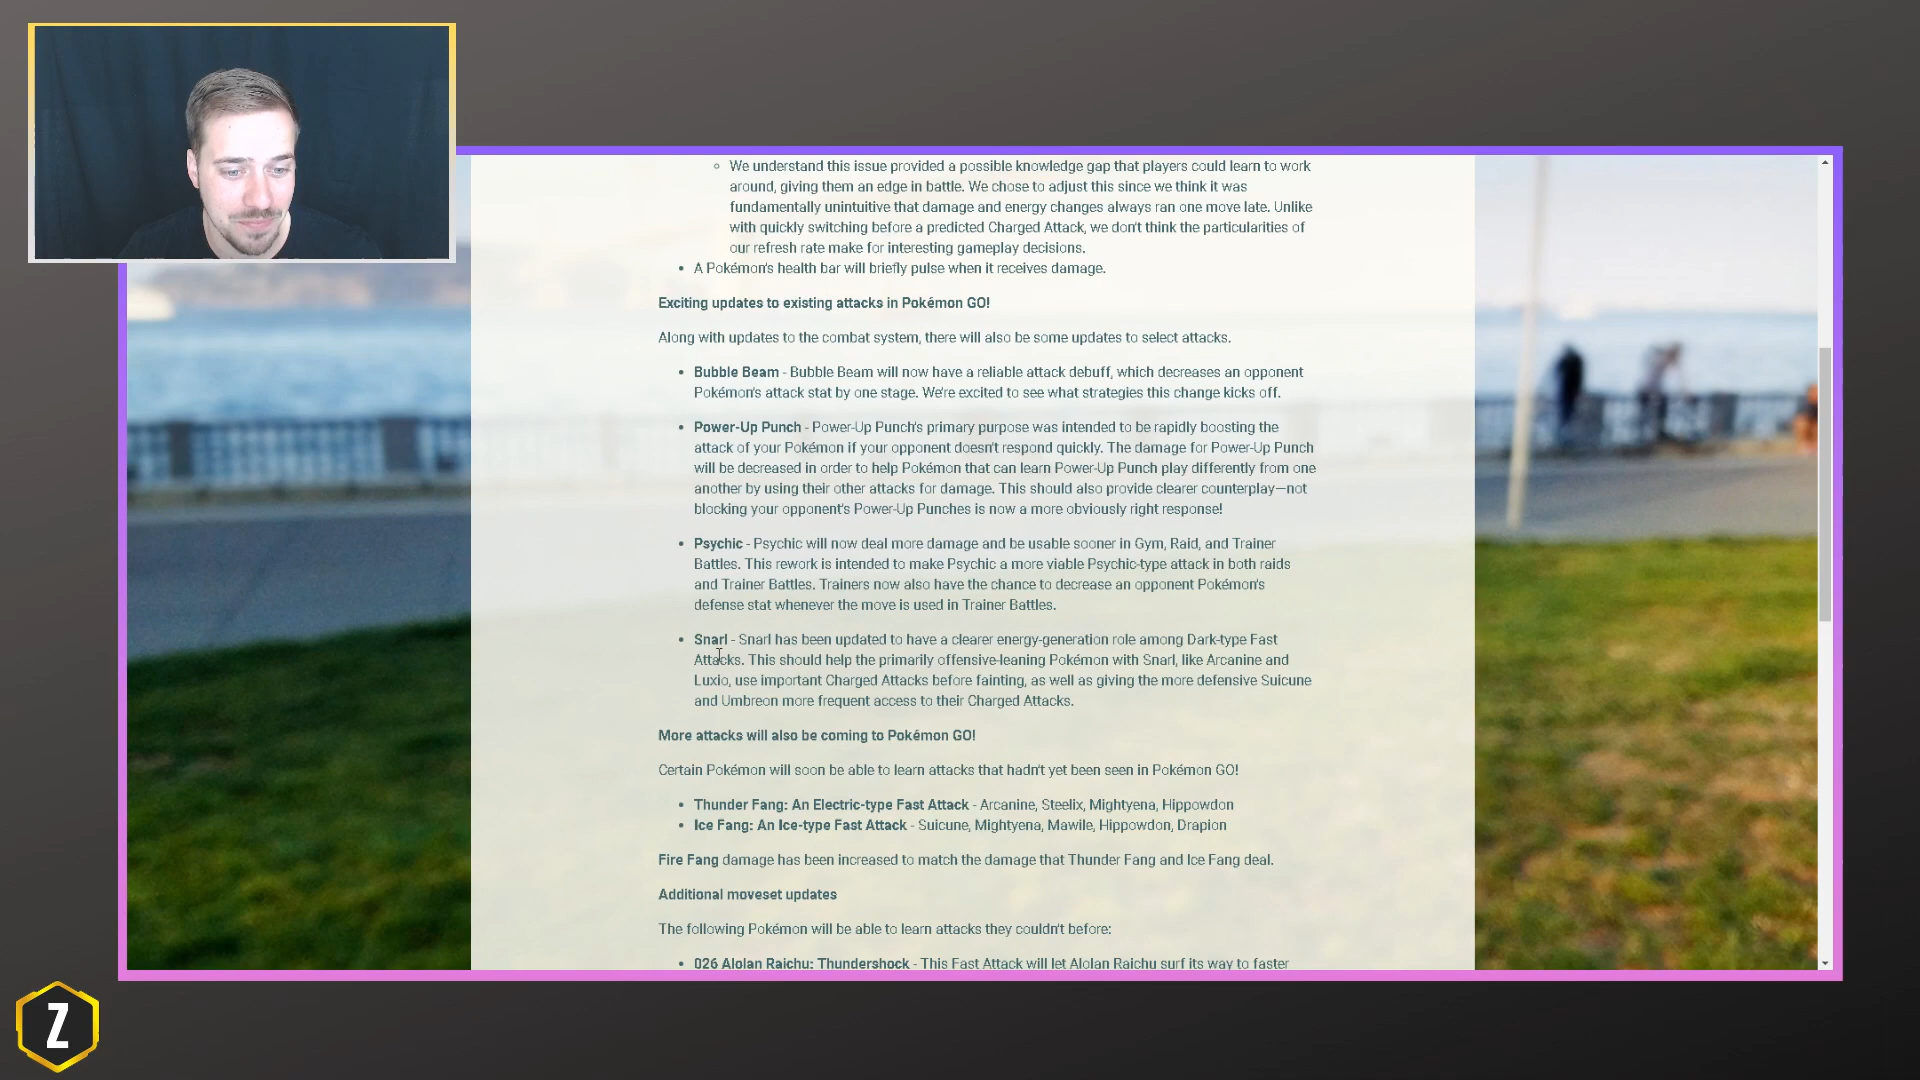 We understand this issue provided a possible knowledge gap that players could learn to work
around, giving them an edge in battle. We chose to adjust this since we think it was
fundamentally unintuitive that damage and energy changes always ran one move late. Unlike
with quickly switching before a predicted Charged Attack, we don't think the particularities of
our refresh rate make for interesting gameplay decisions.
A Pokémon's health bar will briefly pulse when it receives damage.
Exciting updates to existing attacks in Pokémon GO!
Along with updates to the combat system, there will also be some updates to select attacks.
Bubble Beam - Bubble Beam will now have a reliable attack debuff, which decreases an opponent
Pokémon's attack stat by one stage. We're excited to see what strategies this change kicks off.
Power-Up Punch - Power-Up Punch's primary purpose was intended to be rapidly boosting the
attack of your Pokémon if your opponent doesn't respond quickly. The damage for Power-Up Punch
will be decreased in order to help Pokémon that can learn Power-Up Punch play differently from one
another by using their other attacks for damage. This should also provide clearer counterplay—not
blocking your opponent's Power-Up Punches is now a more obviously right response!
Psychic - Psychic will now deal more damage and be usable sooner in Gym, Raid, and Trainer
Battles. This rework is intended to make Psychic a more viable Psychic-type attack in both raids
and Trainer Battles. Trainers now also have the chance to decrease an opponent Pokémon's
defense stat whenever the move is used in Trainer Battles.
Snarl - Snarl has been updated to have a clearer energy-generation role among Dark-type Fast
Attacks. This should help the primarily offensive-leaning Pokémon with Snarl, like Arcanine and
Luxio, use important Charged Attacks before fainting, as well as giving the more defensive Suicune
and Umbreon more frequent access to their Charged Attacks.
More attacks will also be coming to Pokémon GO!
Certain Pokémon will soon be able to learn attacks that hadn't yet been seen in Pokémon GO!
Thunder Fang: An Electric-type Fast Attack - Arcanine, Steelix, Mightyena, Hippowdon
Ice Fang: An Ice-type Fast Attack - Suicune, Mightyena, Mawile, Hippowdon, Drapion
Fire Fang damage has been increased to match the damage that Thunder Fang and Ice Fang deal.
Additional moveset updates
The following Pokémon will be able to learn attacks they couldn't before:
026 Alolan Raichu: Thundershock - This Fast Attack will let Alolan Raichu surf its way to faster
Z